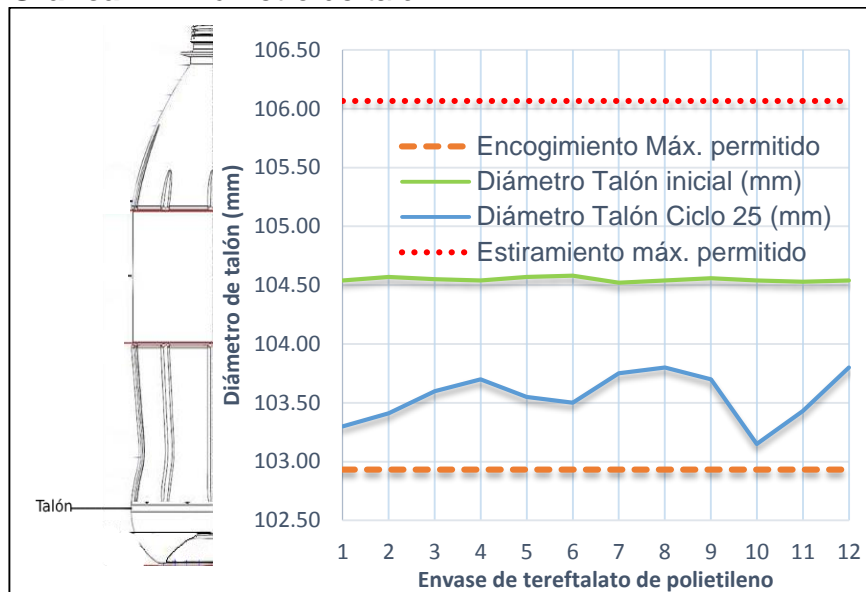 Talón
Diámetro de talón (mm)
106.50
106.00
105.50
105.00
104.50
104.00
103.50
103.00
102.50
Encogimiento Máx. permitido
Diámetro Talón inicial (mm)
Diámetro Talón Ciclo 25 (mm)
Estiramiento máx. permitido
1 2 3 4 5 6 7 8 9 10 11 12
Envase de tereftalato de polietileno